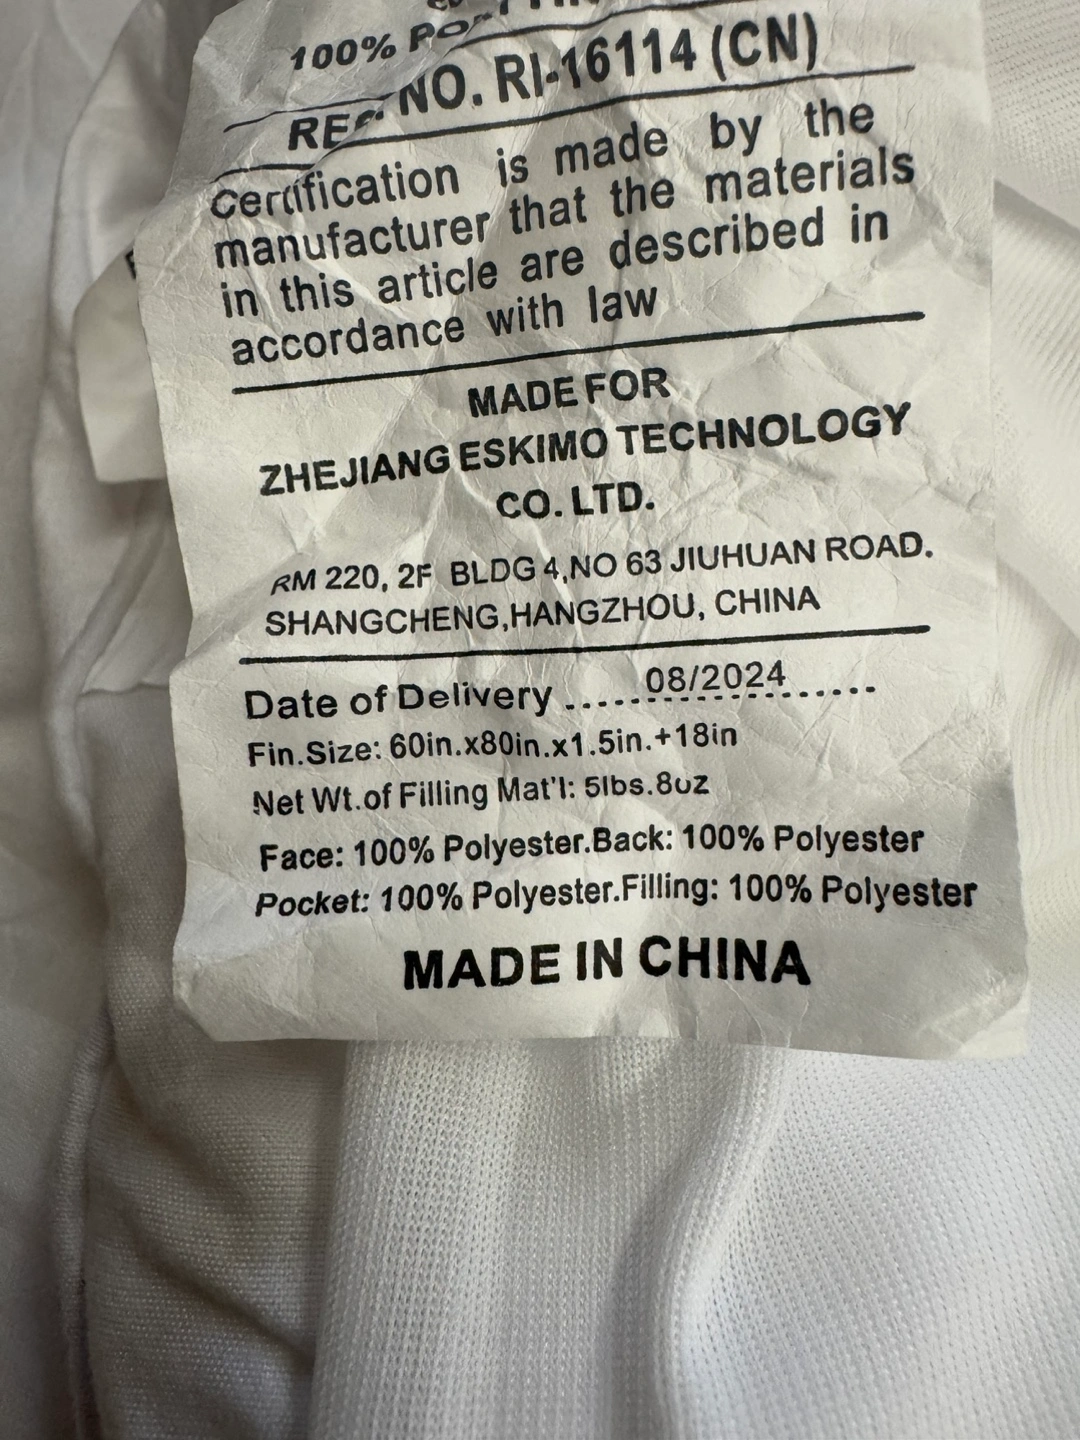 100%
REG. NO. RI-16114 (CN)
Certification is made by the
manufacturer that the materials
in this article are described in
accordance with law
MADE FOR
ZHEJIANG ESKIMO TECHNOLOGY
CO. LTD.
RM 220, 2F BLDG 4,NO 63 JIUHUAN ROAD.
SHANGCHENG,HANGZHOU, CHINA
Date of Delivery ......08/2024......
Fin.Size: 60in.x80in.x1.5in.+18in
Net Wt.of Filling Mat'l: 5lbs.8oz
Face: 100% Polyester.Back: 100% Polyester
Pocket: 100% Polyester.Filling: 100% Polyester
MADE IN CHINA